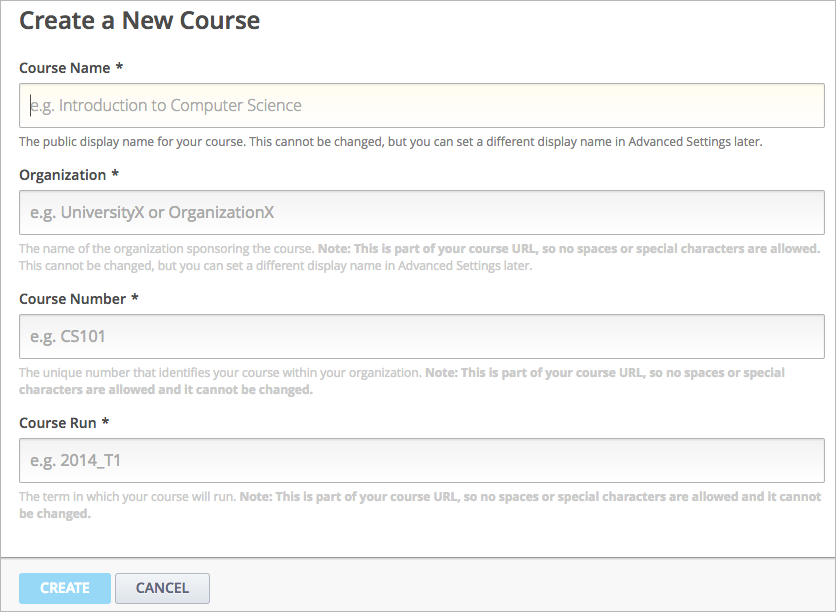 Create a New Course
Course Name *
e.g. Introduction to Computer Science
The public display name for your course. This cannot be changed, but you can set a different display name in Advanced Settings later.
Organization *
e.g. UniversityX or OrganizationX
The name of the organization sponsoring the course. Note: This is part of your course URL, so no spaces or special characters are allowed.
This cannot be changed, but you can set a different display name in Advanced Settings later.
Course Number *
e.g. CS101
The unique number that identifies your course within your organization. Note: This is part of your course URL, so no spaces or special
characters are allowed and it cannot be changed.
Course Run *
e.g. 2014_T1
The term in which your course will run. Note: This is part of your course URL, so no spaces or special characters are allowed and it cannot
be changed.
CREATE CANCEL